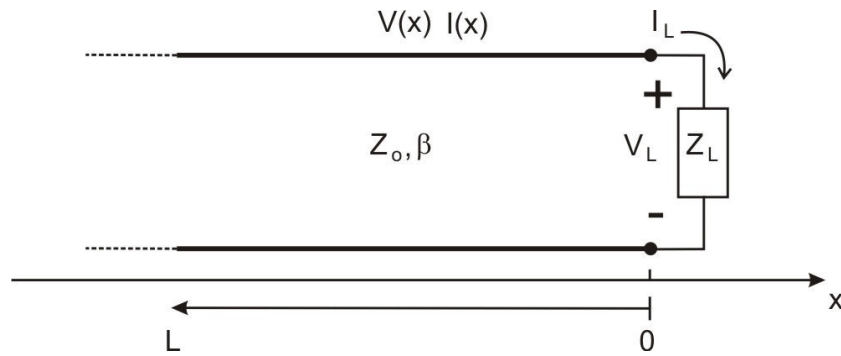 V(x) I(x)
I_L
+
Z_o, β
V_L
Z_L
-
x
L
0